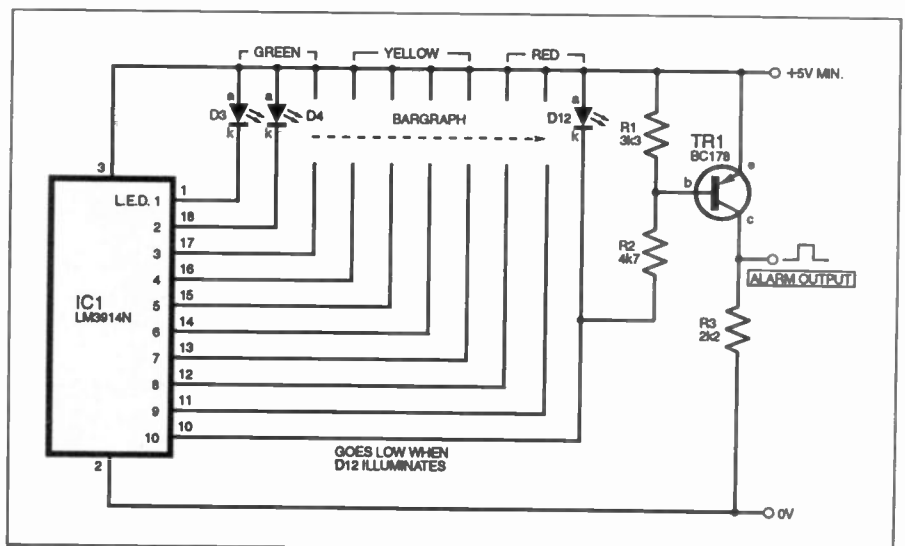 GREEN YELLOW RED
+5V MIN.
a a a
D3 D4 BARGRAPH D12
k k k
R1
3k3
TR1
BC178
e
b
c
3
L.E.D. 1 1
2 18
3 17
4 16
5 15
6 14
7 13
8 12
9 11
10 10
IC1
LM3914N
R2
4k7
ALARM OUTPUT
R3
2k2
GOES LOW WHEN
D12 ILLUMINATES
2
0V